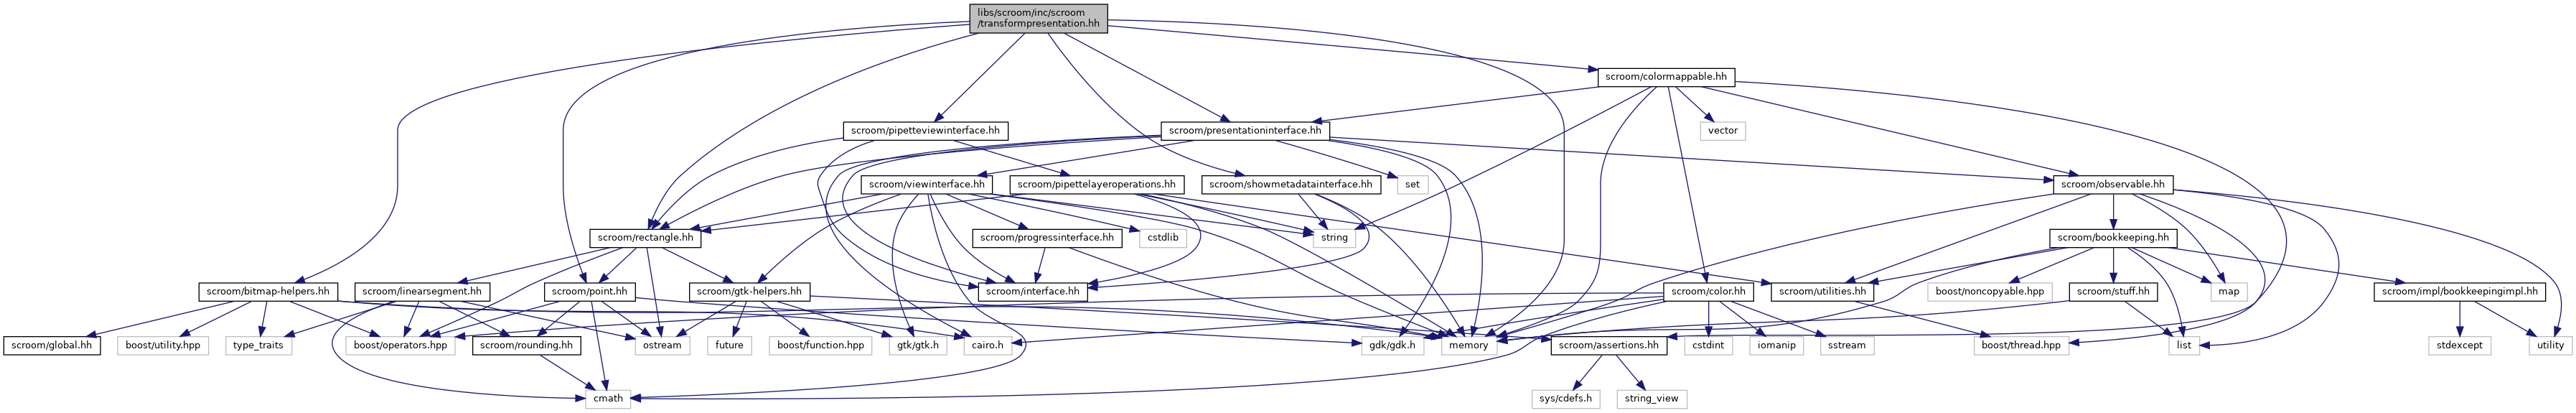 libs/scroom/inc/scroom
/transformpresentation.hh
scroom/colormappable.hh
scroom/pipetteviewinterface.hh
scroom/presentationinterface.hh
vector
scroom/viewinterface.hh
scroom/pipettelayeroperations.hh
scroom/showmetadatainterface.hh
set
scroom/observable.hh
scroom/rectangle.hh
scroom/progressinterface.hh
cstdlib
string
scroom/bookkeeping.hh
scroom/bitmap-helpers.hh
scroom/linearsegment.hh
scroom/point.hh
scroom/gtk-helpers.hh
scroom/interface.hh
scroom/color.hh
scroom/utilities.hh
boost/noncopyable.hpp
scroom/stuff.hh
map
scroom/impl/bookkeepingimpl.hh
scroom/global.hh
boost/utility.hpp
type_traits
boost/operators.hpp
scroom/rounding.hh
ostream
future
boost/function.hpp
gtk/gtk.h
cairo.h
gdk/gdk.h
memory
scroom/assertions.hh
cstdint
iomanip
sstream
boost/thread.hpp
list
stdexcept
utility
cmath
sys/cdefs.h
string_view